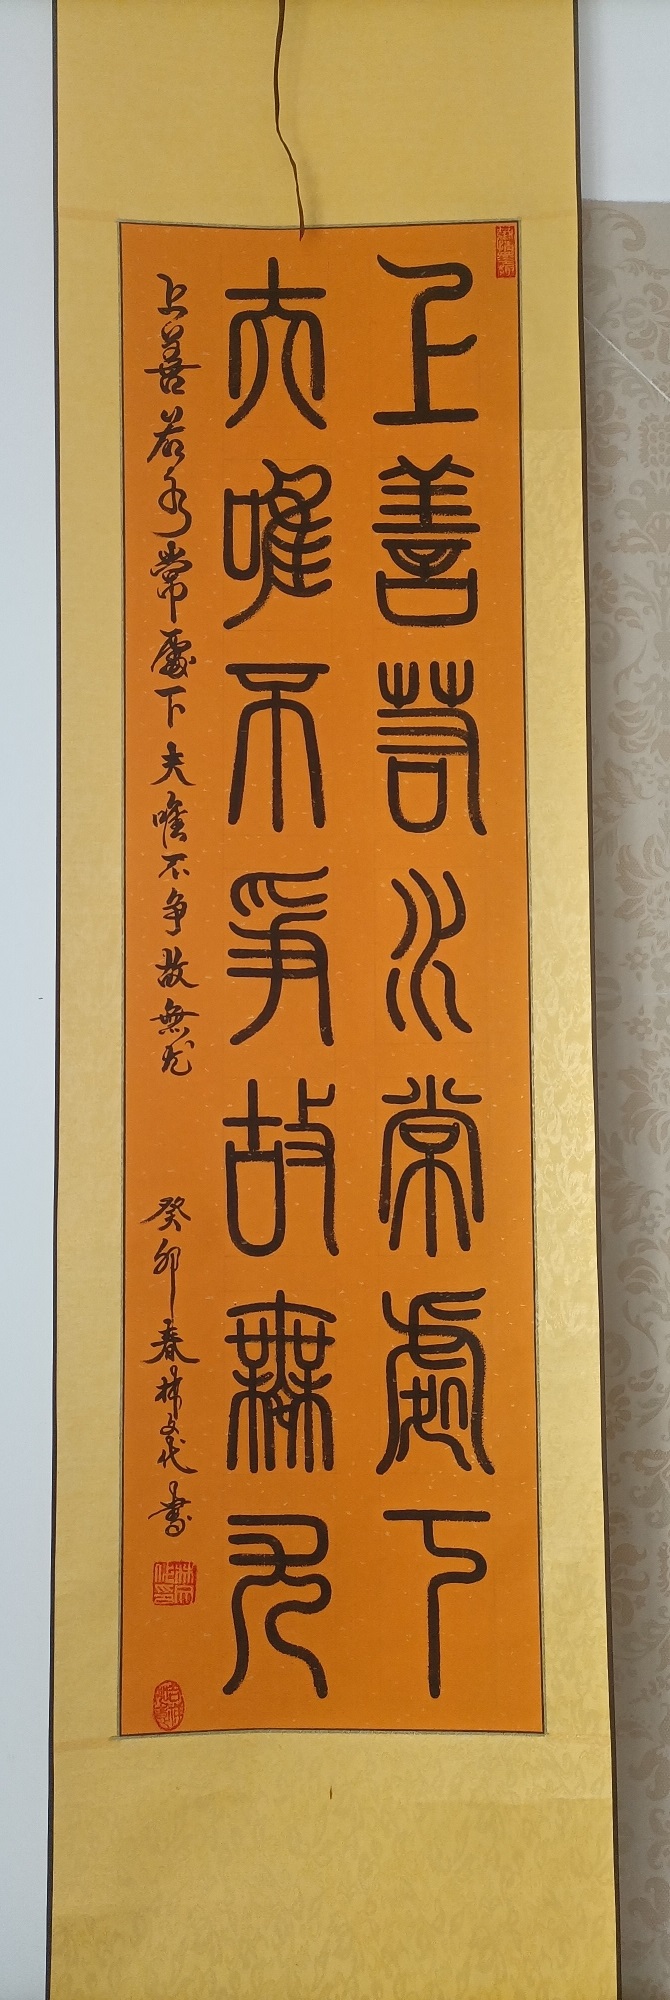 上善若水常處下
夫唯不爭故無尤
上善若水常處下夫唯不争故無尤
癸卯春林文代書